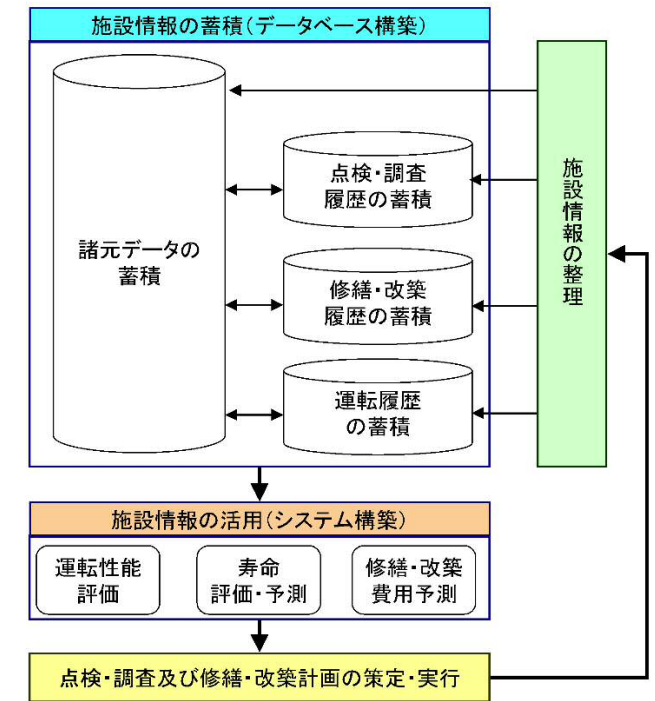 施設情報の蓄積(データベース構築)
諸元データの
蓄積
点検・調査
履歴の蓄積
修繕・改築
履歴の蓄積
運転履歴
の蓄積
施設情報の整理
施設情報の活用(システム構築)
運転性能
評価
寿命
評価・予測
修繕・改築
費用予測
点検・調査及び修繕・改築計画の策定・実行